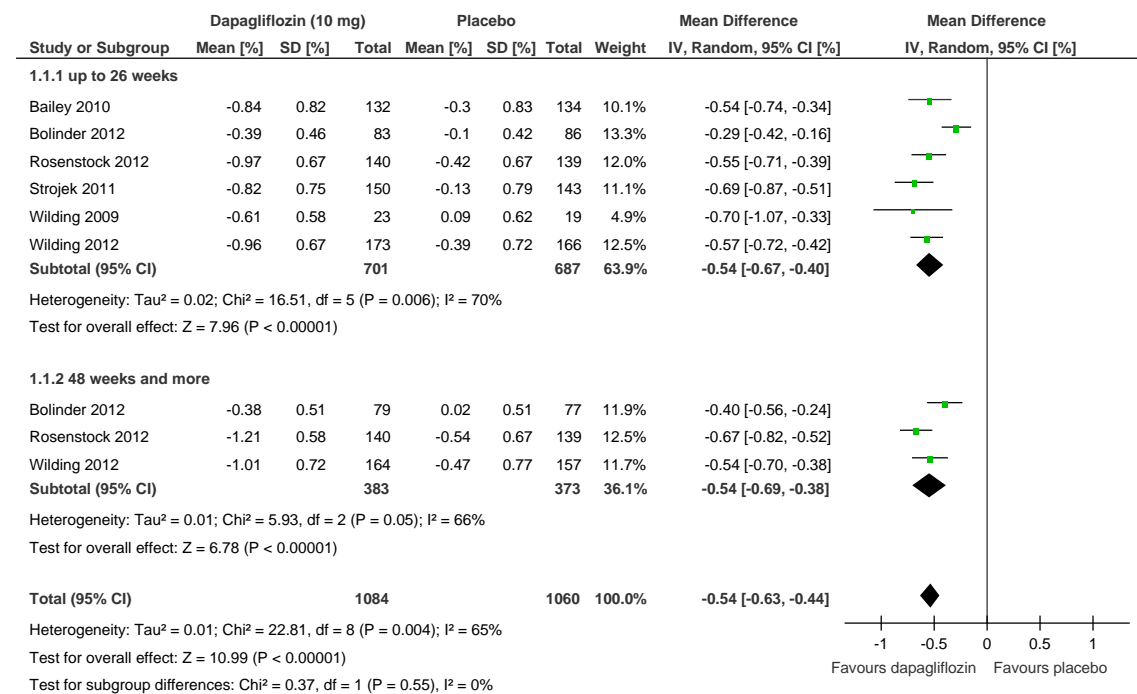 Dapagliflozin (10 mg) Placebo Mean Difference Mean Difference
Study or Subgroup Mean [%] SD [%] Total Mean [%] SD [%] Total Weight IV, Random, 95% CI [%] IV, Random, 95% CI [%]
1.1.1 up to 26 weeks
Bailey 2010 -0.84 0.82 132 -0.3 0.83 134 10.1% -0.54 [-0.74, -0.34]
Bolinder 2012 -0.39 0.46 83 -0.1 0.42 86 13.3% -0.29 [-0.42, -0.16]
Rosenstock 2012 -0.97 0.67 140 -0.42 0.67 139 12.0% -0.55 [-0.71, -0.39]
Strojek 2011 -0.82 0.75 150 -0.13 0.79 143 11.1% -0.69 [-0.87, -0.51]
Wilding 2009 -0.61 0.58 23 0.09 0.62 19 4.9% -0.70 [-1.07, -0.33]
Wilding 2012 -0.96 0.67 173 -0.39 0.72 166 12.5% -0.57 [-0.72, -0.42]
Subtotal (95% CI) 701 687 63.9% -0.54 [-0.67, -0.40]
Heterogeneity: Tau² = 0.02; Chi² = 16.51, df = 5 (P = 0.006); I² = 70%
Test for overall effect: Z = 7.96 (P < 0.00001)
1.1.2 48 weeks and more
Bolinder 2012 -0.38 0.51 79 0.02 0.51 77 11.9% -0.40 [-0.56, -0.24]
Rosenstock 2012 -1.21 0.58 140 -0.54 0.67 139 12.5% -0.67 [-0.82, -0.52]
Wilding 2012 -1.01 0.72 164 -0.47 0.77 157 11.7% -0.54 [-0.70, -0.38]
Subtotal (95% CI) 383 373 36.1% -0.54 [-0.69, -0.38]
Heterogeneity: Tau² = 0.01; Chi² = 5.93, df = 2 (P = 0.05); I² = 66%
Test for overall effect: Z = 6.78 (P < 0.00001)
Total (95% CI) 1084 1060 100.0% -0.54 [-0.63, -0.44]
Heterogeneity: Tau² = 0.01; Chi² = 22.81, df = 8 (P = 0.004); I² = 65%
Test for overall effect: Z = 10.99 (P < 0.00001)
Test for subgroup differences: Chi² = 0.37, df = 1 (P = 0.55), I² = 0%
-1 -0.5 0 0.5 1
Favours dapagliflozin Favours placebo